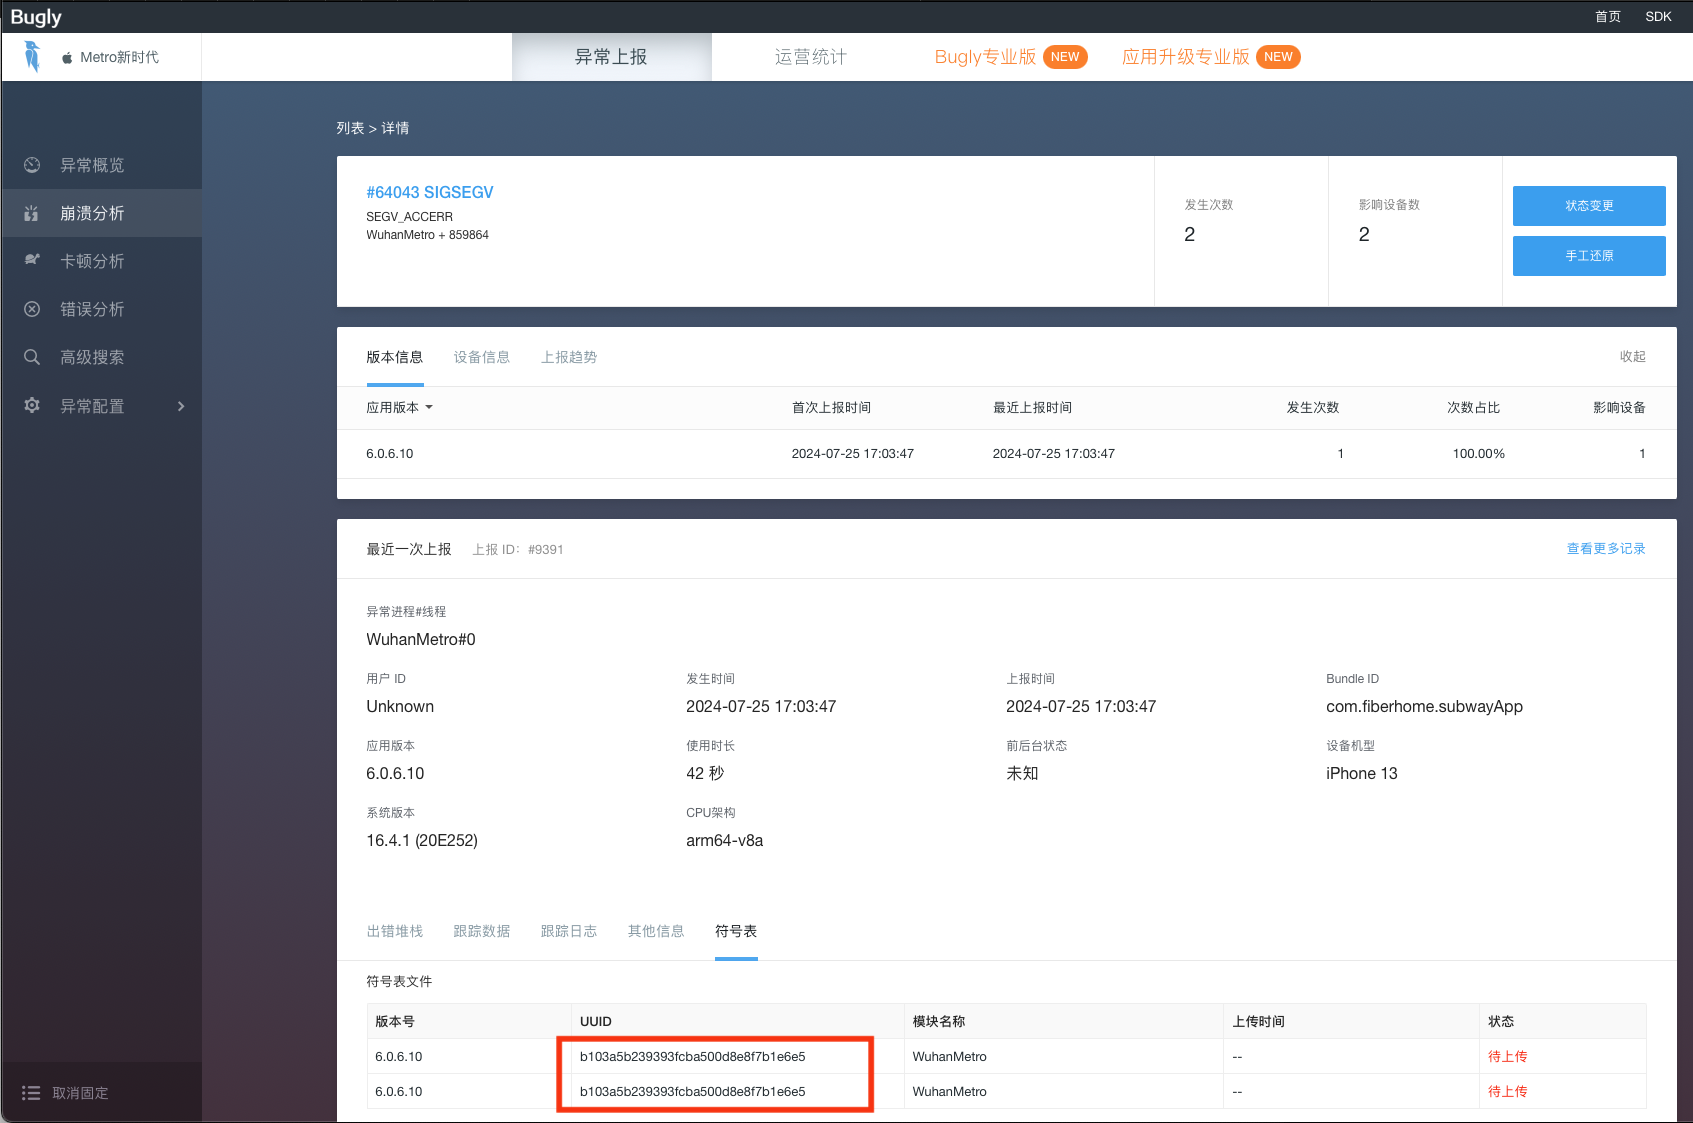 Bugly
首页
SDK
Metro新时代
异常上报
运营统计
Bugly专业版 NEW
应用升级专业版 NEW
异常概览
崩溃分析
卡顿分析
错误分析
高级搜索
异常配置
取消固定
列表 > 详情
#64043 SIGSEGV
SEGV_ACCERR
WuhanMetro + 859864
发生次数
2
影响设备数
2
状态变更
手工还原
版本信息 设备信息 上报趋势 收起
应用版本 首次上报时间 最近上报时间 发生次数 次数占比 影响设备
6.0.6.10 2024-07-25 17:03:47 2024-07-25 17:03:47 1 100.00% 1
最近一次上报 上报 ID: #9391 查看更多记录
异常进程#线程
WuhanMetro#0
用户 ID 发生时间 上报时间 Bundle ID
Unknown 2024-07-25 17:03:47 2024-07-25 17:03:47 com.fiberhome.subwayApp
应用版本 使用时长 前后台状态 设备机型
6.0.6.10 42 秒 未知 iPhone 13
系统版本 CPU架构
16.4.1 (20E252) arm64-v8a
出错堆栈 跟踪数据 跟踪日志 其他信息 符号表
符号表文件
版本号 UUID 模块名称 上传时间 状态
6.0.6.10 b103a5b239393fcba500d8e8f7b1e6e5 WuhanMetro -- 待上传
6.0.6.10 b103a5b239393fcba500d8e8f7b1e6e5 WuhanMetro -- 待上传